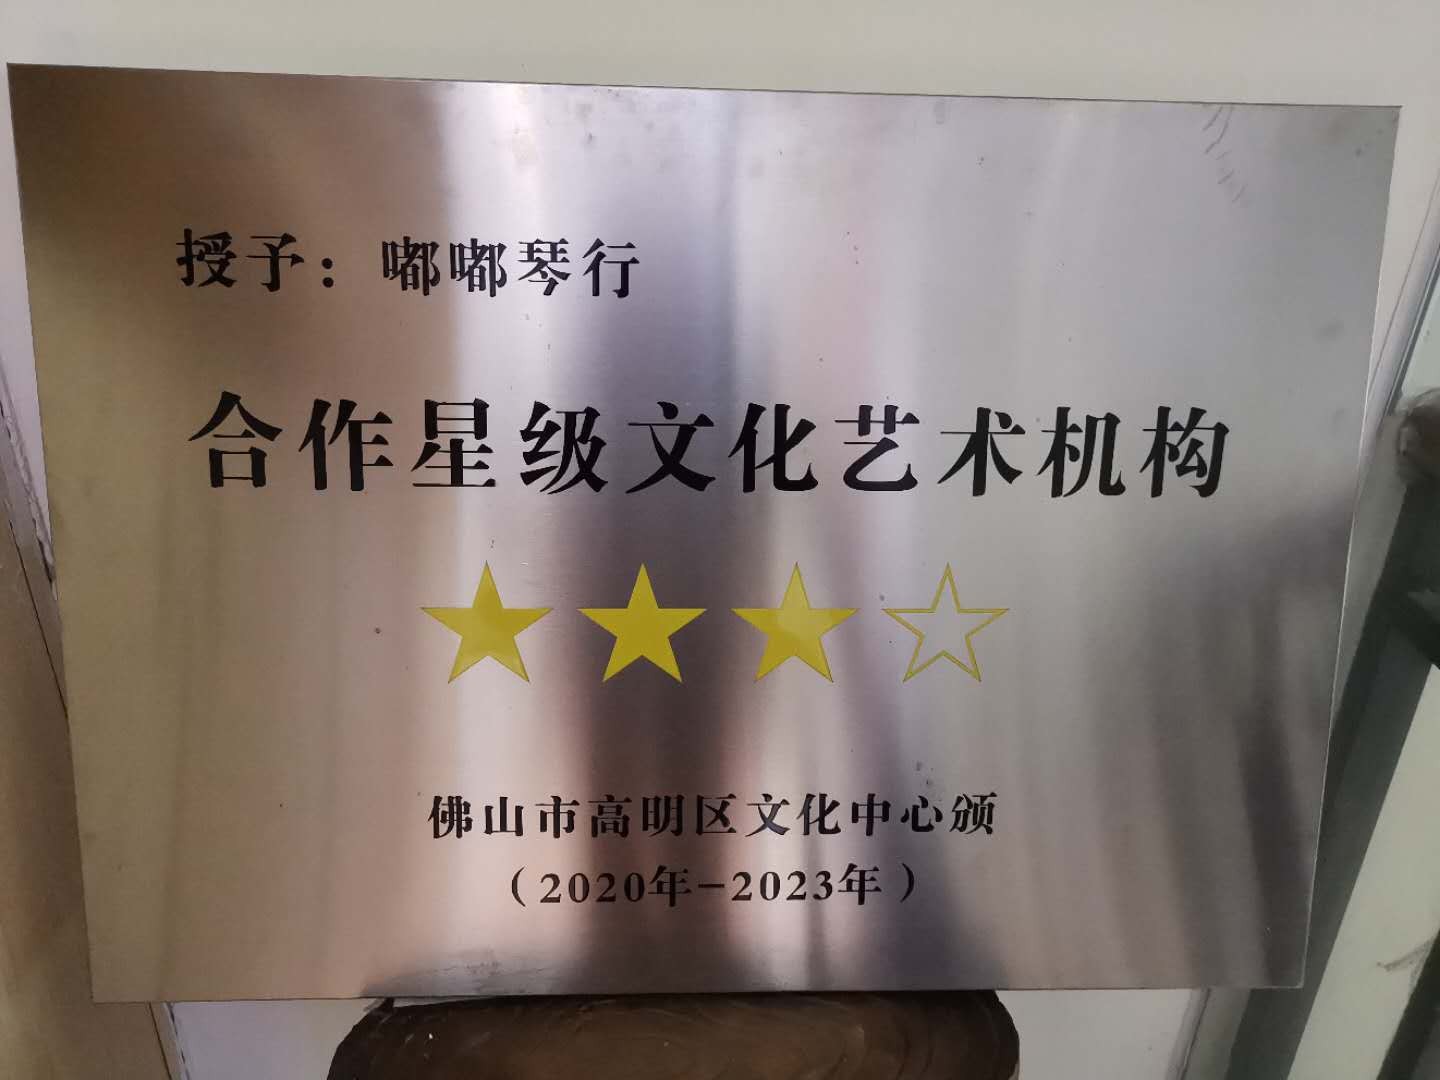 授予：嘟嘟琴行
合作星级文化艺术机构
★★★☆
佛山市高明区文化中心颁
（2020年-2023年）